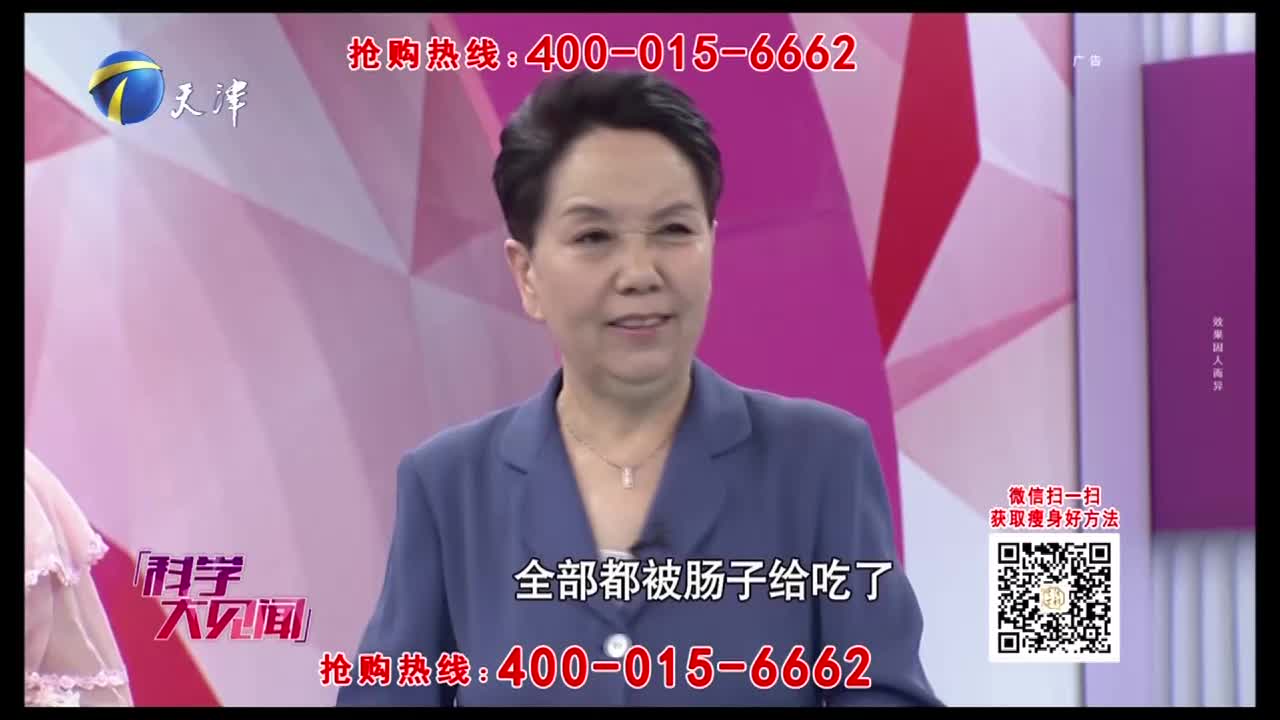 抢购热线:400-015-6662
天津
广告
效果因人而异
微信扫一扫
获取瘦身好方法
「科学
大见闻」
全部都被肠子给吃了
抢购热线:400-015-6662